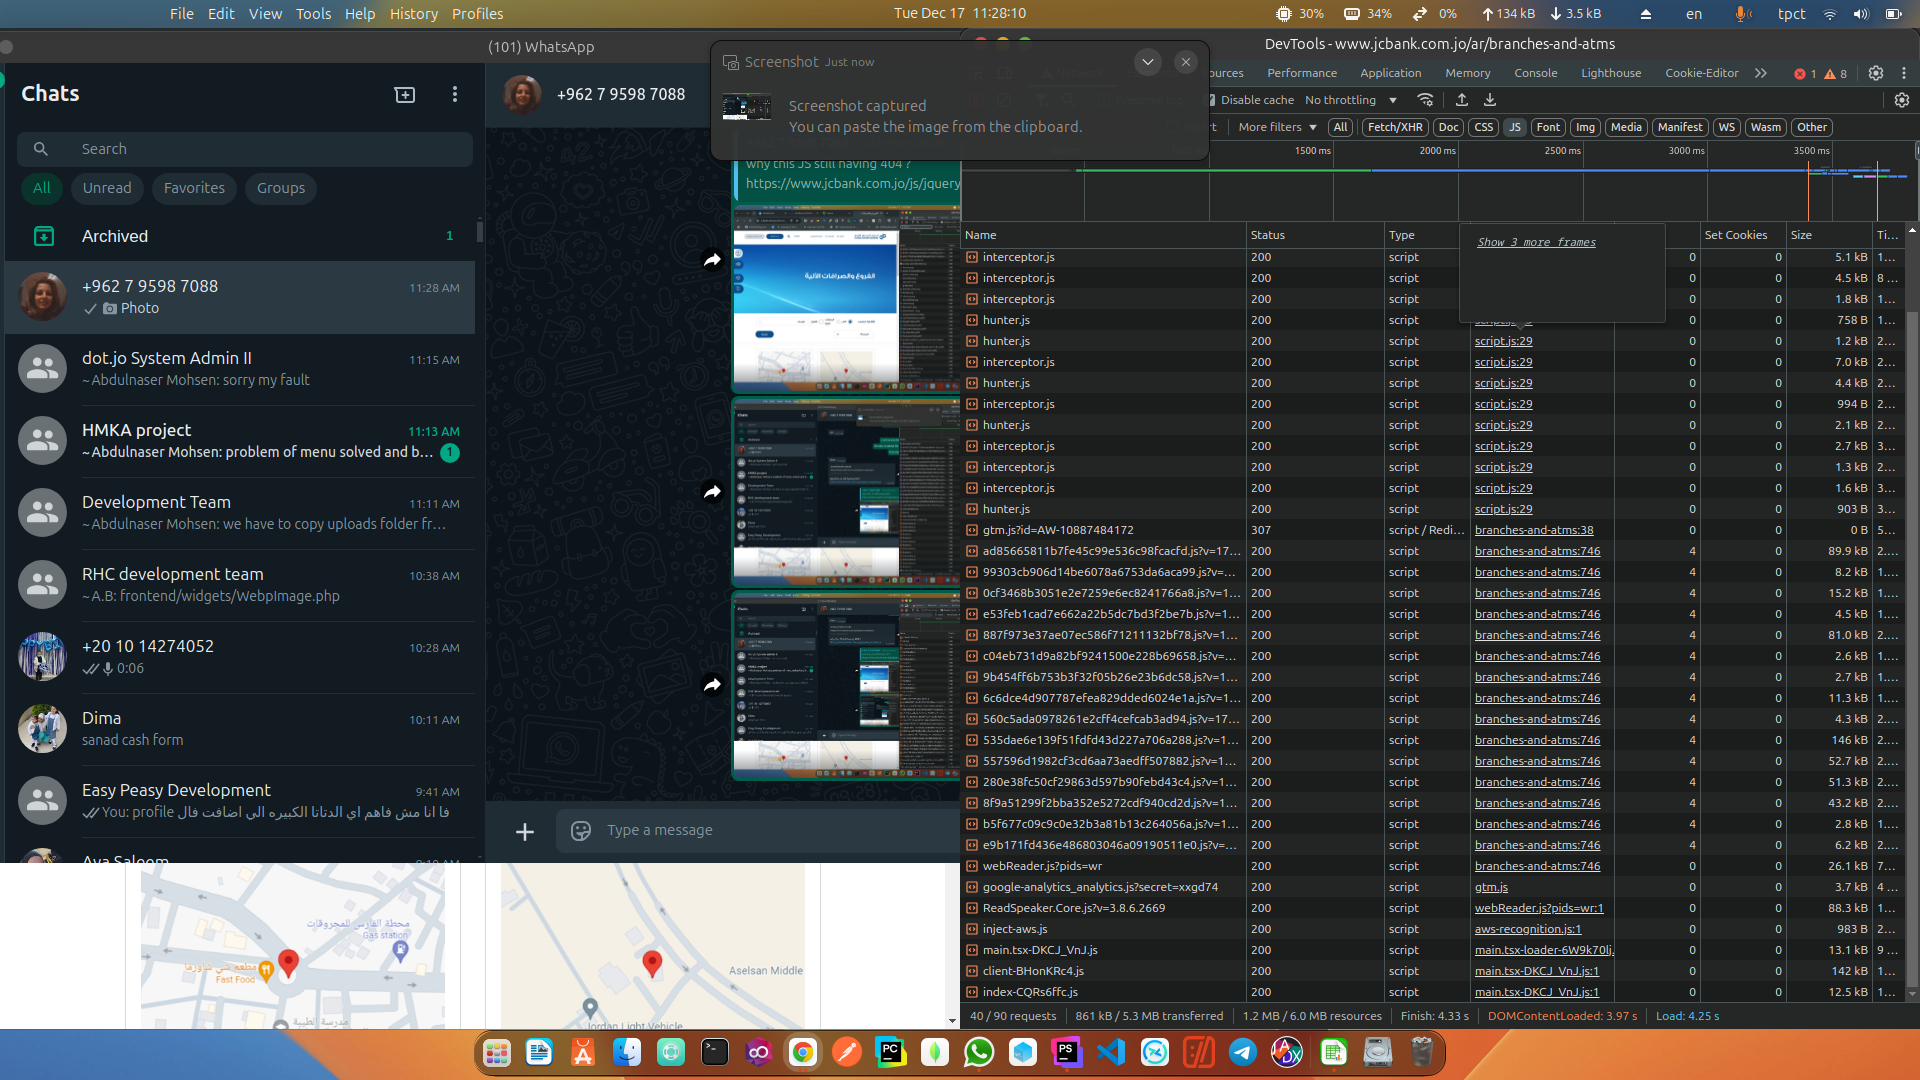 File Edit View Tools Help History Profiles
Tue Dec 17 11:28:10
30% 34% 0% 134 kB 3.5 kB en tpct
(101) WhatsApp
Chats
Search
All Unread Favorites Groups
Archived 1
+962 7 9598 7088 11:28 AM
Photo
dot.jo System Admin II 11:15 AM
~ Abdulnaser Mohsen: sorry my fault
HMKA project 11:13 AM
~ Abdulnaser Mohsen: problem of menu solved and b... 1
Development Team 11:11 AM
~ Abdulnaser Mohsen: we have to copy uploads folder fr...
RHC development team 10:38 AM
~ A.B: frontend/widgets/WebpImage.php
+20 10 14274052 10:28 AM
0:06
Dima 10:11 AM
sanad cash form
Easy Peasy Development 9:41 AM
You: profile فا انا مش فاهم اي الداتا الكبيره الي اضافت فال
Aya Saleem
+962 7 9598 7088
Screenshot Just now
Screenshot captured
You can paste the image from the clipboard.
why this JS still having 404 ?
https://www.jcbank.com.jo/js/jquery
الفروع والصرافات الآلية
Type a message
محطة الفارس للمحروقات
Gas station
Fast Food
Aselsan Middle
Jordan Light Vehicle
DevTools - www.jcbank.com.jo/ar/branches-and-atms
ources Performance Application Memory Console Lighthouse Cookie-Editor 1 8
Disable cache No throttling
More filters All Fetch/XHR Doc CSS JS Font Img Media Manifest WS Wasm Other
1500 ms 2000 ms 2500 ms 3000 ms 3500 ms
Name Status Type Set Cookies Size Ti...
Show 3 more frames
interceptor.js 200 script 0 0 5.1 kB 1...
interceptor.js 200 script 0 0 4.5 kB 8 ...
interceptor.js 200 script 0 0 1.8 kB 1...
hunter.js 200 script script.js:29 0 0 758 B 1...
hunter.js 200 script script.js:29 0 0 1.2 kB 2...
interceptor.js 200 script script.js:29 0 0 7.0 kB 2...
hunter.js 200 script script.js:29 0 0 4.4 kB 2...
interceptor.js 200 script script.js:29 0 0 994 B 2...
hunter.js 200 script script.js:29 0 0 2.1 kB 2...
interceptor.js 200 script script.js:29 0 0 2.7 kB 3...
interceptor.js 200 script script.js:29 0 0 1.3 kB 2...
interceptor.js 200 script script.js:29 0 0 1.6 kB 3...
hunter.js 200 script script.js:29 0 0 903 B 3...
gtm.js?id=AW-10887484172 307 script / Redi... branches-and-atms:38 0 0 0 B 5...
ad85665811b7fe45c99e536c98fcacfd.js?v=17... 200 script branches-and-atms:746 4 0 89.9 kB 2....
99303cb906d14be6078a6753da6aca99.js?v=... 200 script branches-and-atms:746 4 0 8.2 kB 1....
0cf3468b3051e2e7259e6ec8241766a8.js?v=1... 200 script branches-and-atms:746 4 0 15.2 kB 1....
e53feb1cad7e662a22b5dc7bd3f2be7b.js?v=1... 200 script branches-and-atms:746 4 0 4.5 kB 1....
887f973e37ae07ec586f71211132bf78.js?v=1... 200 script branches-and-atms:746 4 0 81.0 kB 2....
c04eb731d9a82bf9241500e228b69658.js?v=... 200 script branches-and-atms:746 4 0 2.6 kB 1....
9b454ff6b753b3f32f05b26e23b6dc58.js?v=1... 200 script branches-and-atms:746 4 0 2.7 kB 1....
6c6dce4d907787efea829dded6024e1a.js?v=1... 200 script branches-and-atms:746 4 0 11.3 kB 1....
560c5ada0978261e2cff4cefcab3ad94.js?v=17... 200 script branches-and-atms:746 4 0 4.3 kB 2....
535dae6e139f51fdfd43d227a706a288.js?v=1... 200 script branches-and-atms:746 4 0 146 kB 2....
557596d1982cf3cd6aa73aedff507882.js?v=1... 200 script branches-and-atms:746 4 0 52.7 kB 2....
280e38fc50cf29863d597b90febd43c4.js?v=1... 200 script branches-and-atms:746 4 0 51.3 kB 2....
8f9a51299f2bba352e5272cdf940cd2d.js?v=1... 200 script branches-and-atms:746 4 0 43.2 kB 2....
b5f677c09c9c0e32b3a81b13c264056a.js?v=1... 200 script branches-and-atms:746 4 0 2.8 kB 1....
e9b171fd436e486803046a09190511e0.js?v=... 200 script branches-and-atms:746 4 0 6.2 kB 2....
webReader.js?pids=wr 200 script branches-and-atms:746 0 0 26.1 kB 7...
google-analytics_analytics.js?secret=xxgd74 200 script gtm.js 0 0 3.7 kB 4 ...
ReadSpeaker.Core.js?v=3.8.6.2669 200 script webReader.js?pids=wr:1 0 0 88.3 kB 1...
inject-aws.js 200 script aws-recognition.js:1 0 0 983 B 2...
main.tsx-DKCJ_VnJ.js 200 script main.tsx-loader-6W9k70lj. 0 0 13.1 kB 9 ...
client-BHonKRc4.js 200 script main.tsx-DKCJ_VnJ.js:1 0 0 142 kB 1...
index-CQRs6ffc.js 200 script main.tsx-DKCJ_VnJ.js:1 0 0 12.5 kB 1...
40 / 90 requests 861 kB / 5.3 MB transferred 1.2 MB / 6.0 MB resources Finish: 4.33 s DOMContentLoaded: 3.97 s Load: 4.25 s